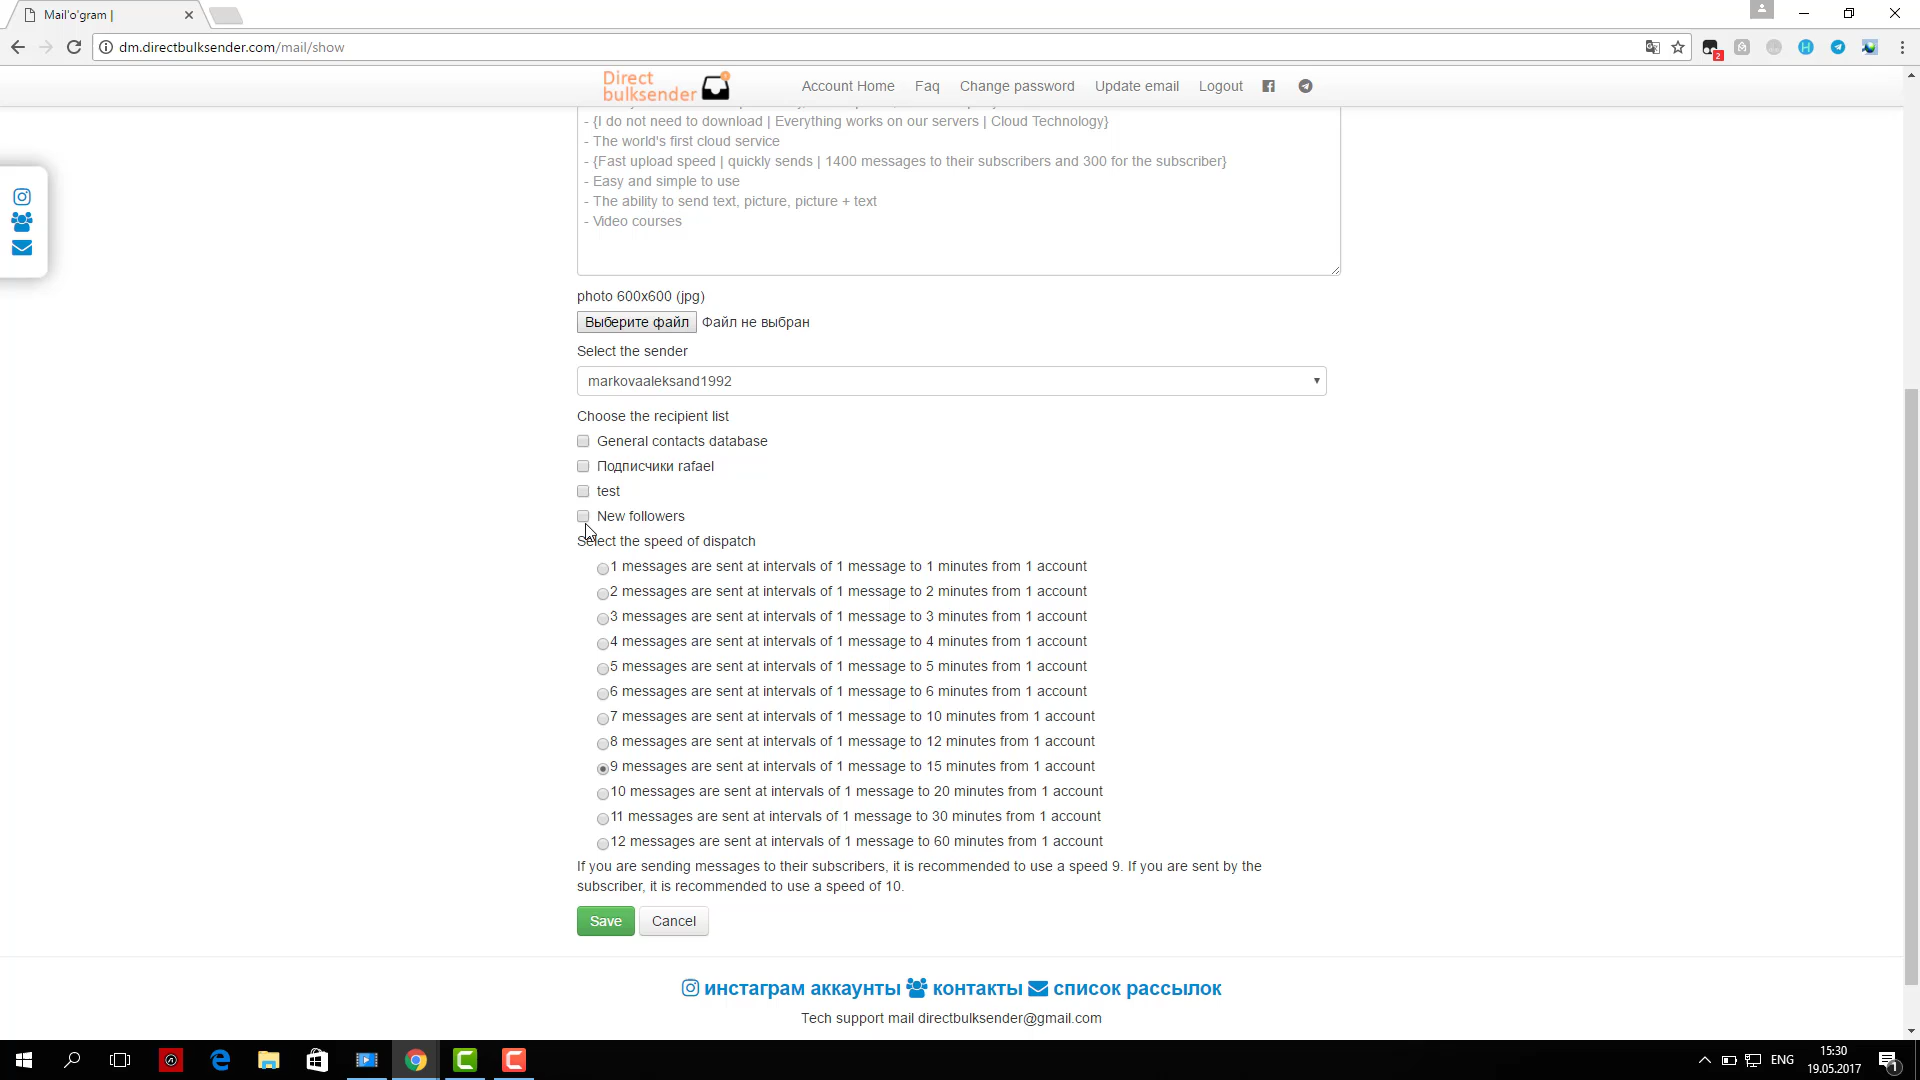 Mail'o'gram |
dm.directbulksender.com/mail/show
2
Direct
bulksender
Account Home
Faq
Change password
Update email
Logout
- {I do not need to download | Everything works on our servers | Cloud Technology}
- The world's first cloud service
- {Fast upload speed | quickly sends | 1400 messages to their subscribers and 300 for the subscriber}
- Easy and simple to use
- The ability to send text, picture, picture + text
- Video courses
photo 600x600 (jpg)
Выберите файл Файл не выбран
Select the sender
markovaaleksand1992
Choose the recipient list
General contacts database
Подписчики rafael
test
New followers
Select the speed of dispatch
1 messages are sent at intervals of 1 message to 1 minutes from 1 account
2 messages are sent at intervals of 1 message to 2 minutes from 1 account
3 messages are sent at intervals of 1 message to 3 minutes from 1 account
4 messages are sent at intervals of 1 message to 4 minutes from 1 account
5 messages are sent at intervals of 1 message to 5 minutes from 1 account
6 messages are sent at intervals of 1 message to 6 minutes from 1 account
7 messages are sent at intervals of 1 message to 10 minutes from 1 account
8 messages are sent at intervals of 1 message to 12 minutes from 1 account
9 messages are sent at intervals of 1 message to 15 minutes from 1 account
10 messages are sent at intervals of 1 message to 20 minutes from 1 account
11 messages are sent at intervals of 1 message to 30 minutes from 1 account
12 messages are sent at intervals of 1 message to 60 minutes from 1 account
If you are sending messages to their subscribers, it is recommended to use a speed 9. If you are sent by the
subscriber, it is recommended to use a speed of 10.
Save
Cancel
инстаграм аккаунты контакты список рассылок
Tech support mail directbulksender@gmail.com
ENG
15:30
19.05.2017
1